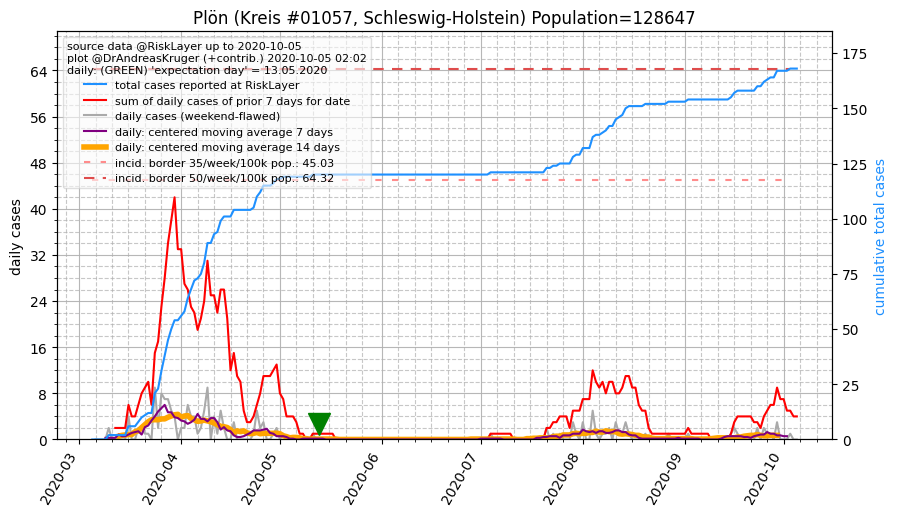 Plön (Kreis #01057, Schleswig-Holstein) Population=128647
source data @RiskLayer up to 2020-10-05
plot @DrAndreasKruger (+contrib.) 2020-10-05 02:02
daily: (GREEN) 'expectation day' = 13.05.2020
total cases reported at RiskLayer
sum of daily cases of prior 7 days for date
daily cases (weekend-flawed)
daily: centered moving average 7 days
daily: centered moving average 14 days
incid. border 35/week/100k pop.: 45.03
incid. border 50/week/100k pop.: 64.32
daily cases
64
56
48
40
32
24
16
8
0
cumulative total cases
175
150
125
100
75
50
25
0
2020-03
2020-04
2020-05
2020-06
2020-07
2020-08
2020-09
2020-10